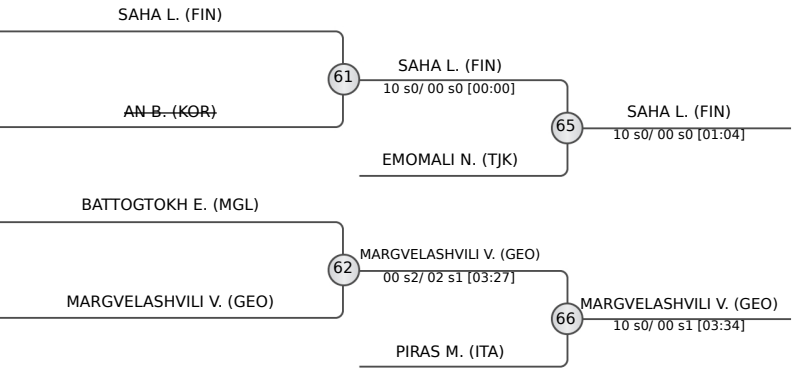 SAHA L. (FIN)
61
SAHA L. (FIN)
10 s0/ 00 s0 [00:00]
AN B. (KOR)
65
SAHA L. (FIN)
10 s0/ 00 s0 [01:04]
EMOMALI N. (TJK)
BATTOGTOKH E. (MGL)
62
MARGVELASHVILI V. (GEO)
00 s2/ 02 s1 [03:27]
MARGVELASHVILI V. (GEO)
66
MARGVELASHVILI V. (GEO)
10 s0/ 00 s1 [03:34]
PIRAS M. (ITA)